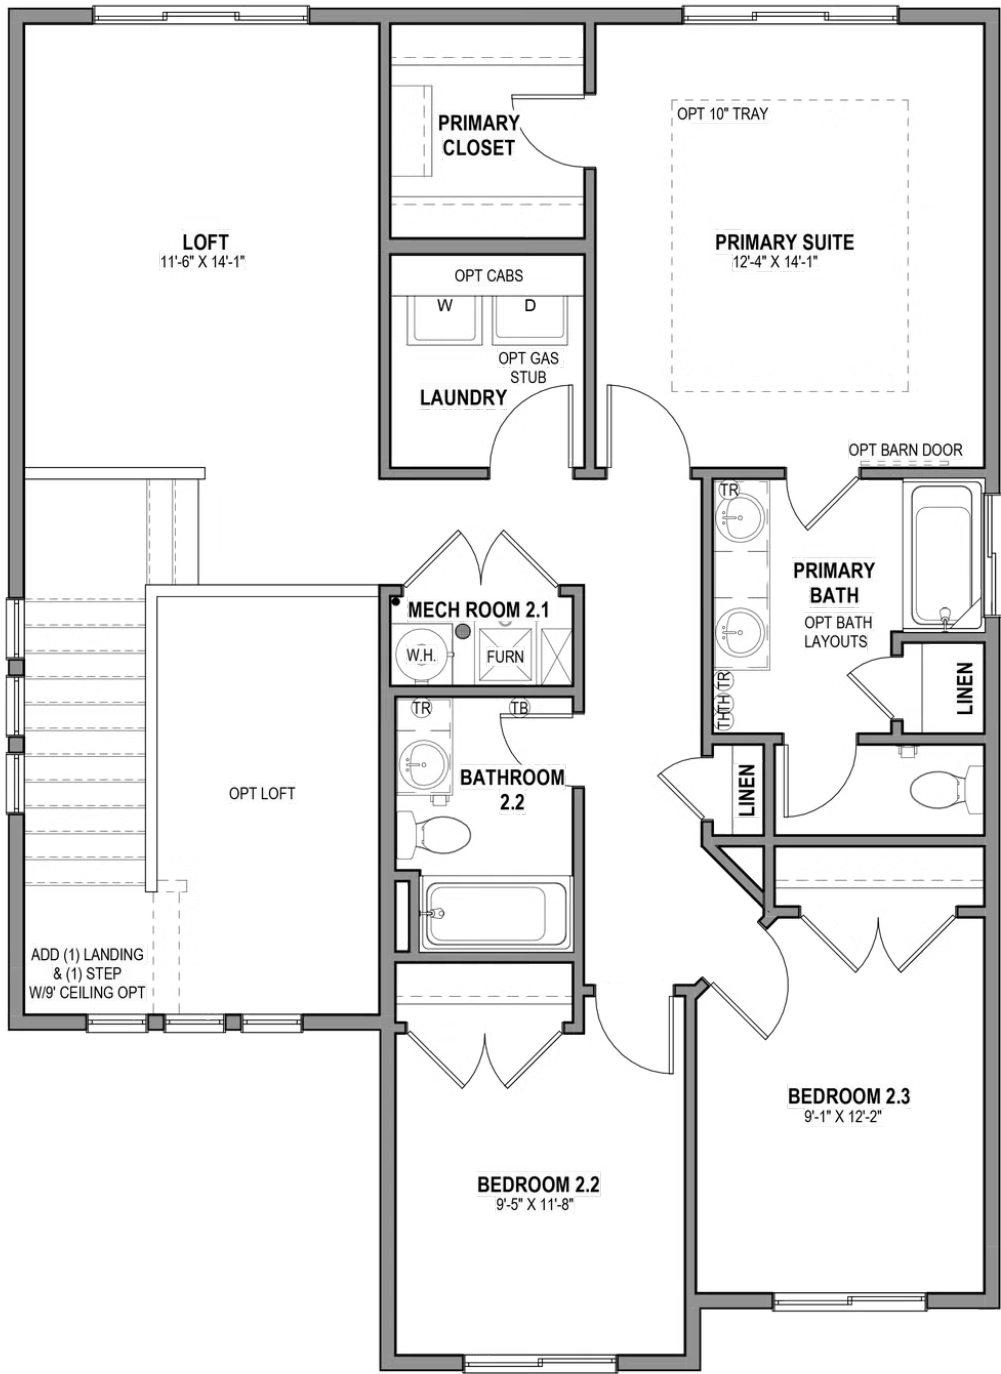 OPT 10" TRAY
PRIMARY
CLOSET
LOFT
11'-6" X 14'-1"
PRIMARY SUITE
12'-4" X 14'-1"
OPT CABS
W
D
OPT GAS
STUB
LAUNDRY
OPT BARN DOOR
TR
PRIMARY
BATH
OPT BATH
LAYOUTS
MECH ROOM 2.1
W.H.
FURN
LINEN
TR
TH
TH
TR
TB
BATHROOM
2.2
LINEN
OPT LOFT
ADD (1) LANDING
& (1) STEP
W/9' CEILING OPT
BEDROOM 2.3
9'-1" X 12'-2"
BEDROOM 2.2
9'-5" X 11'-8"